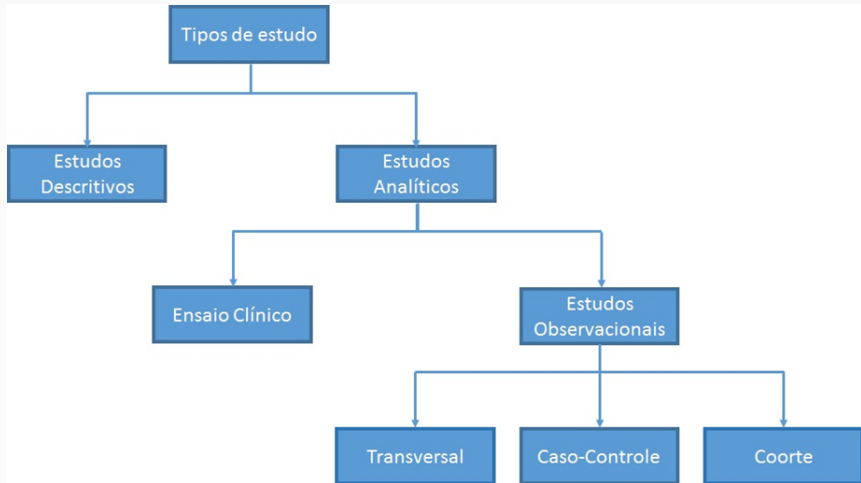 Tipos de estudo
Estudos
Descritivos
Estudos
Analíticos
Ensaio Clínico
Estudos
Observacionais
Transversal
Caso-Controle
Coorte